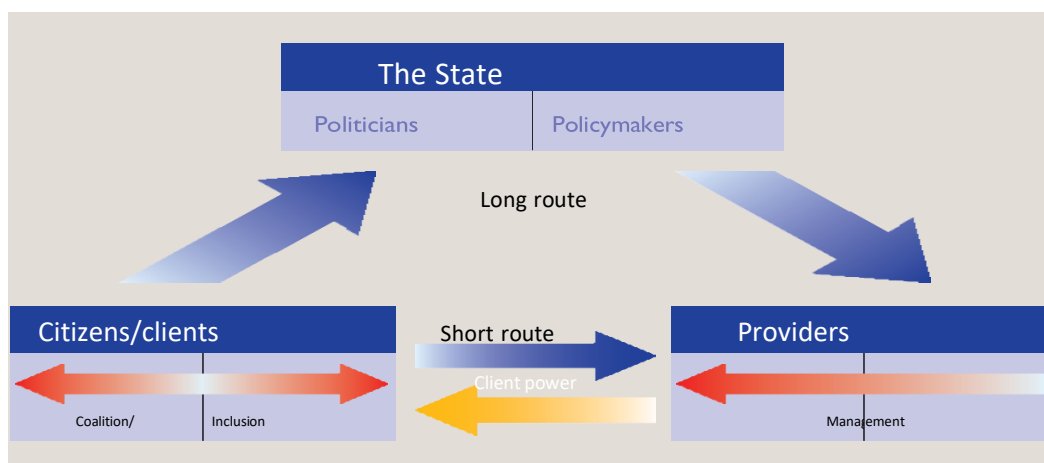 The State
Politicians
Policymakers
Long route
Citizens/clients
Short route
Providers
Client power
Coalition/
Inclusion
Management